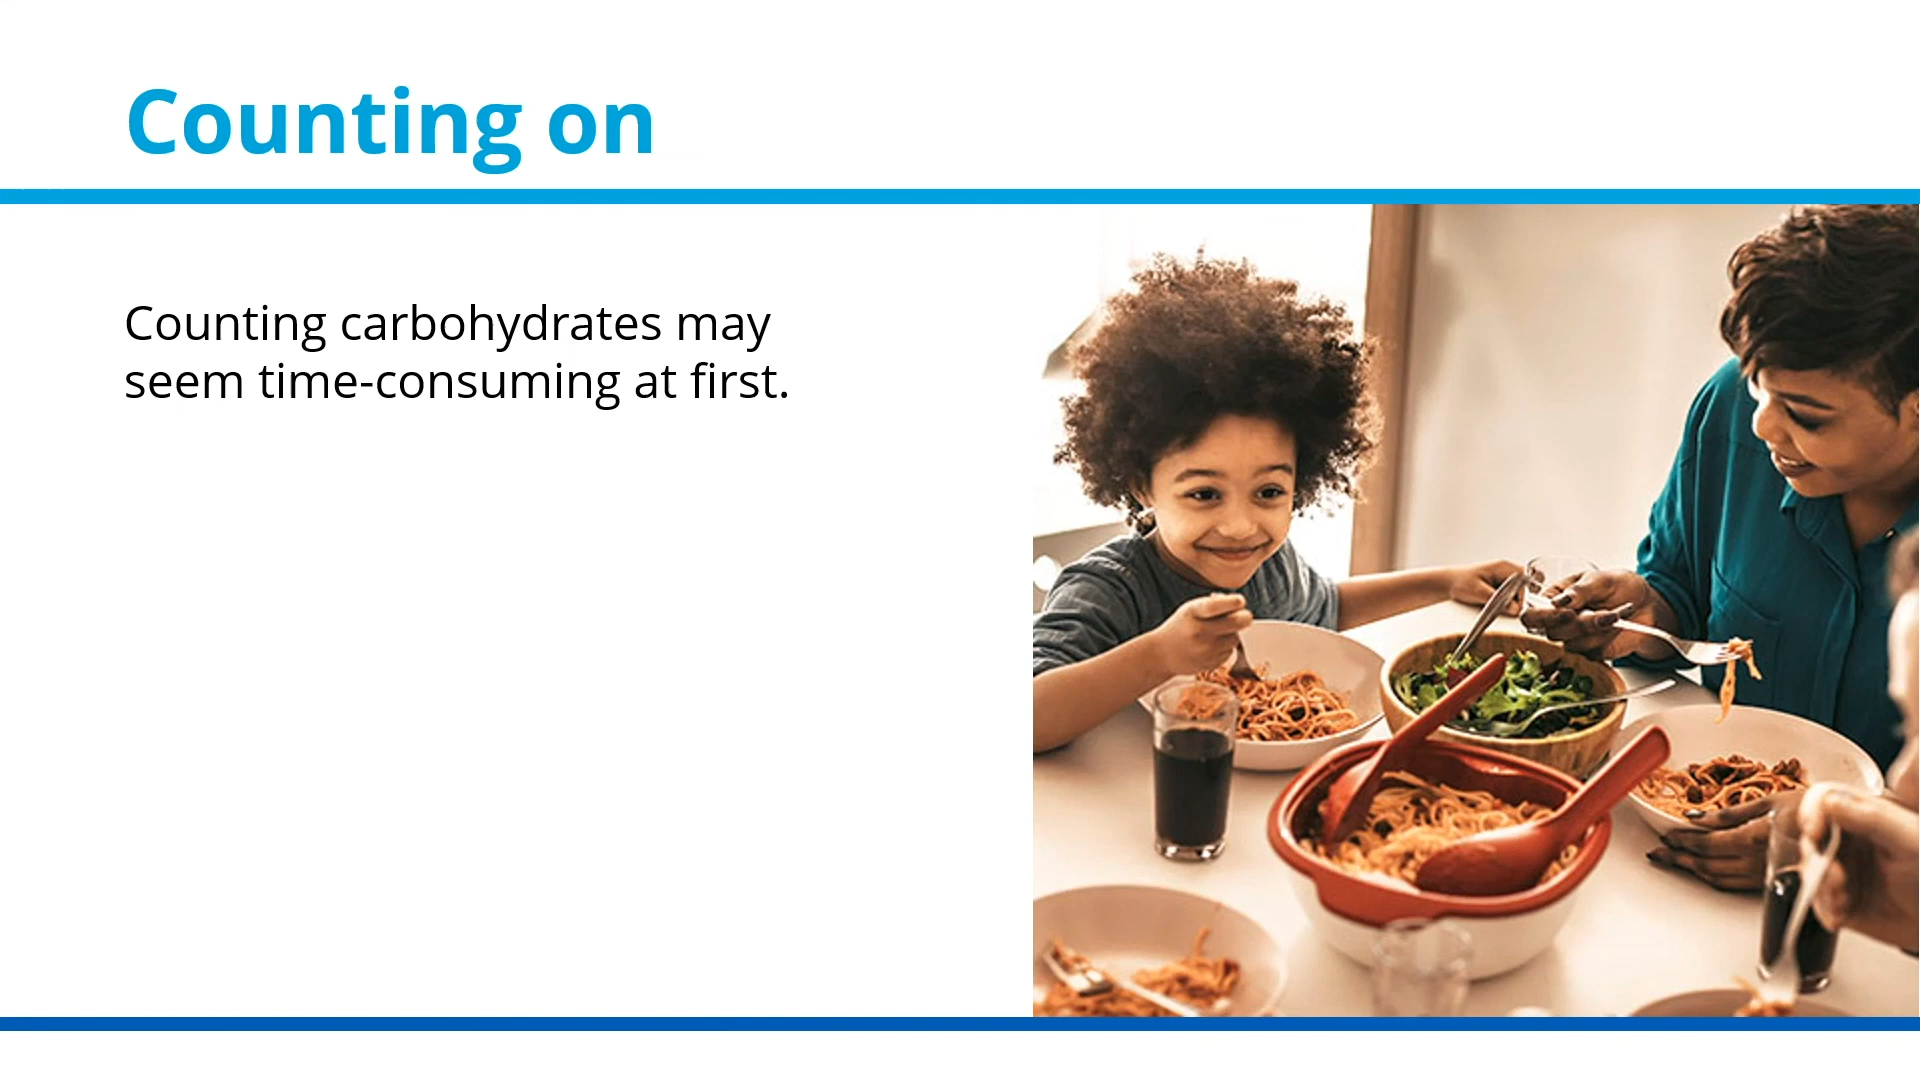 Counting on
Counting carbohydrates may
seem time-consuming at first.